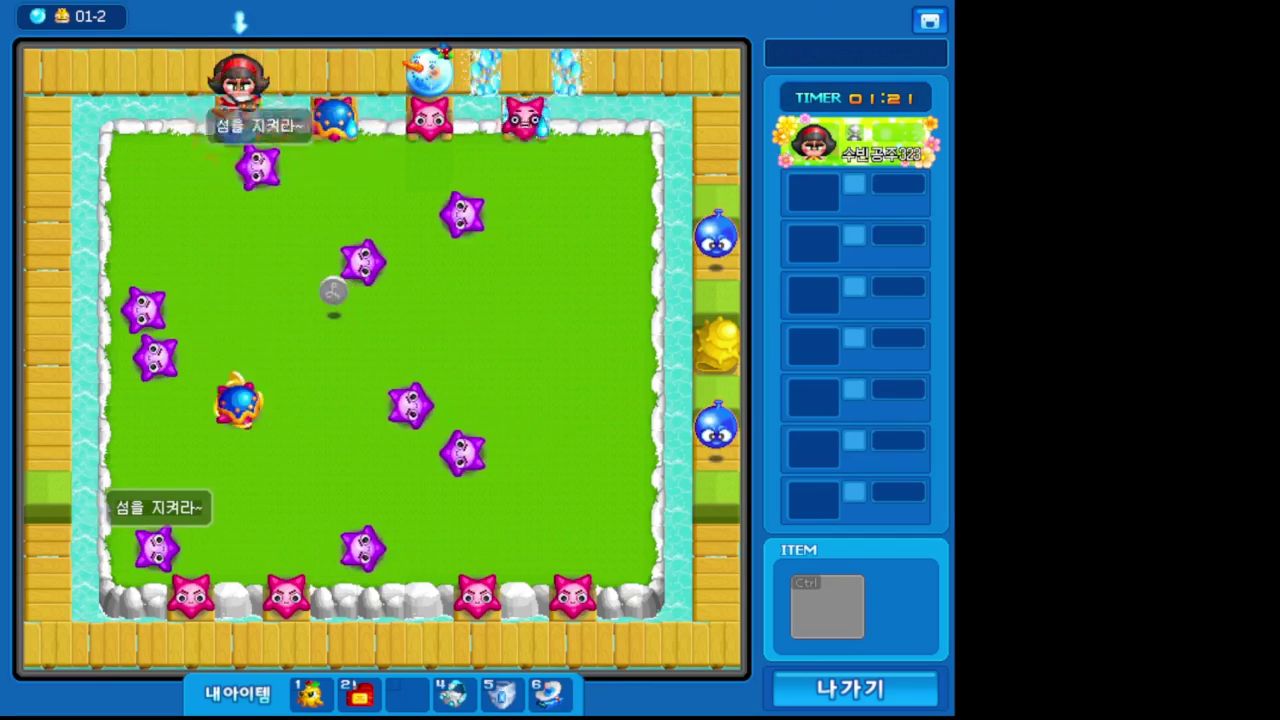 01-2
TIMER 01:21
섬을 지켜라~
수빈공주323
섬을 지켜라~
ITEM
Ctrl
내아이템
1
2
4
5
6
나가기